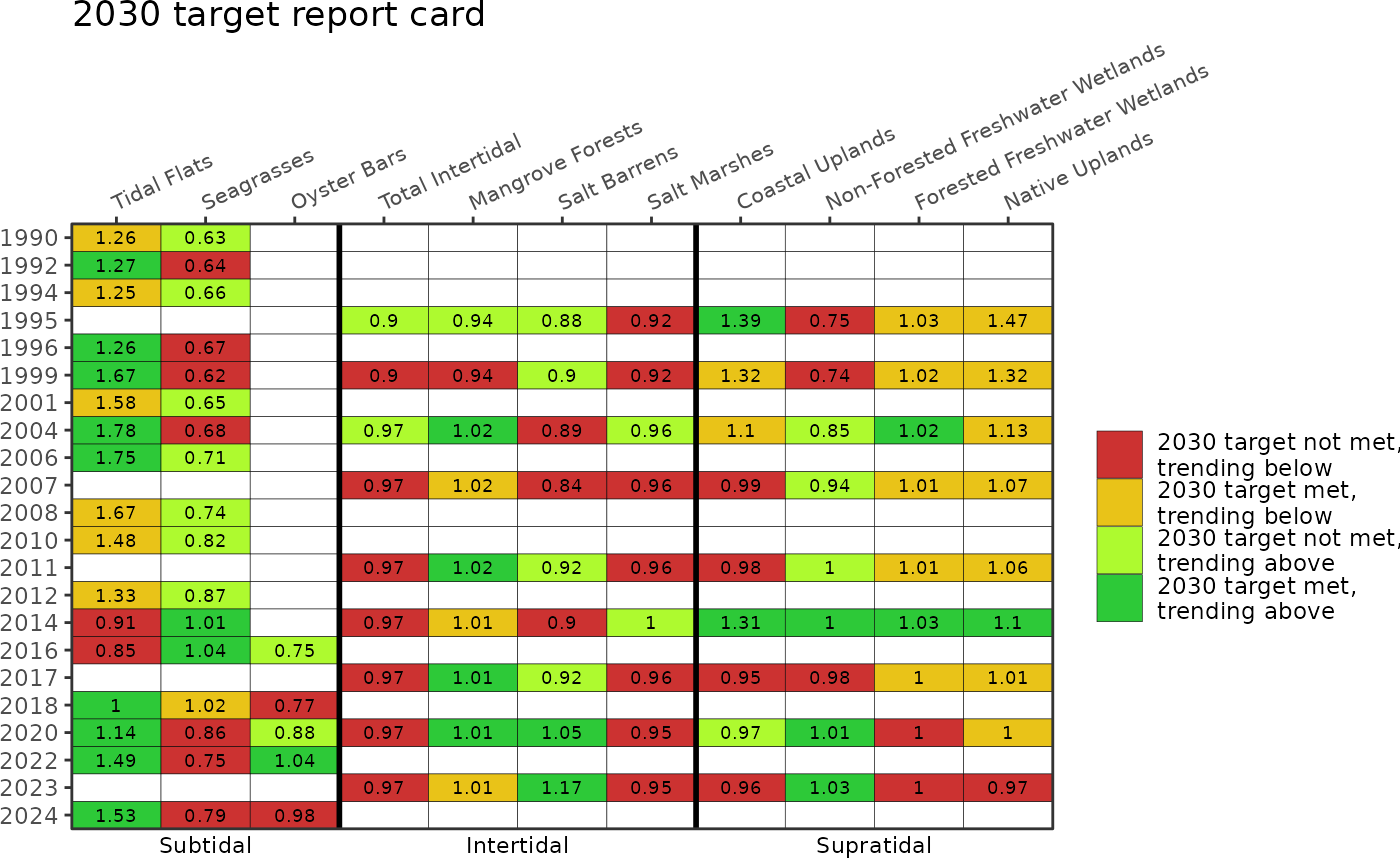 2030 target report card
Tidal Flats
Seagrasses
Oyster Bars
Total Intertidal
Mangrove Forests
Salt Barrens
Salt Marshes
Coastal Uplands
Non-Forested Freshwater Wetlands
Forested Freshwater Wetlands
Native Uplands
1990 1.26 0.63
1992 1.27 0.64
1994 1.25 0.66
1995 0.9 0.94 0.88 0.92 1.39 0.75 1.03 1.47
1996 1.26 0.67
1999 1.67 0.62 0.9 0.94 0.9 0.92 1.32 0.74 1.02 1.32
2001 1.58 0.65
2004 1.78 0.68 0.97 1.02 0.89 0.96 1.1 0.85 1.02 1.13
2006 1.75 0.71
2007 0.97 1.02 0.84 0.96 0.99 0.94 1.01 1.07
2008 1.67 0.74
2010 1.48 0.82
2011 0.97 1.02 0.92 0.96 0.98 1 1.01 1.06
2012 1.33 0.87
2014 0.91 1.01 0.97 1.01 0.9 1 1.31 1 1.03 1.1
2016 0.85 1.04 0.75
2017 0.97 1.01 0.92 0.96 0.95 0.98 1 1.01
2018 1 1.02 0.77
2020 1.14 0.86 0.88 0.97 1.01 1.05 0.95 0.97 1.01 1 1
2022 1.49 0.75 1.04
2023 0.97 1.01 1.17 0.95 0.96 1.03 1 0.97
2024 1.53 0.79 0.98
Subtidal Intertidal Supratidal
2030 target not met,
trending below
2030 target met,
trending below
2030 target not met,
trending above
2030 target met,
trending above